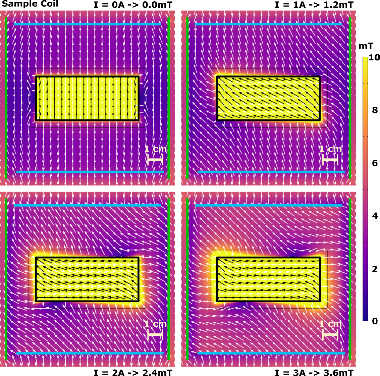 Sample Coil
I = 0A -> 0.0mT
I = 1A -> 1.2mT
mT
10
8
6
4
2
0
1 cm
1 cm
1 cm
1 cm
I = 2A -> 2.4mT
I = 3A -> 3.6mT